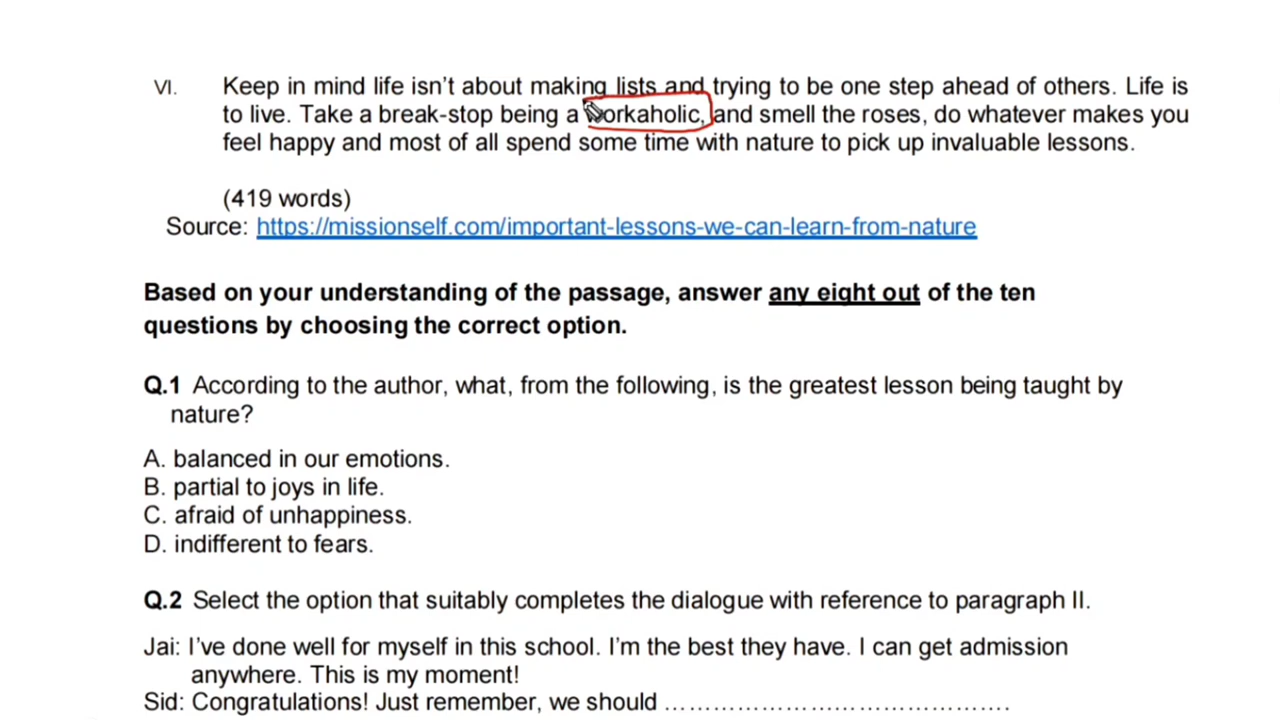 VI. Keep in mind life isn't about making lists and trying to be one step ahead of others. Life is
to live. Take a break-stop being a workaholic, and smell the roses, do whatever makes you
feel happy and most of all spend some time with nature to pick up invaluable lessons.
(419 words)
Source: https://missionself.com/important-lessons-we-can-learn-from-nature
Based on your understanding of the passage, answer any eight out of the ten
questions by choosing the correct option.
Q.1 According to the author, what, from the following, is the greatest lesson being taught by
nature?
A. balanced in our emotions.
B. partial to joys in life.
C. afraid of unhappiness.
D. indifferent to fears.
Q.2 Select the option that suitably completes the dialogue with reference to paragraph II.
Jai: I've done well for myself in this school. I'm the best they have. I can get admission
anywhere. This is my moment!
Sid: Congratulations! Just remember, we should ………………………………………